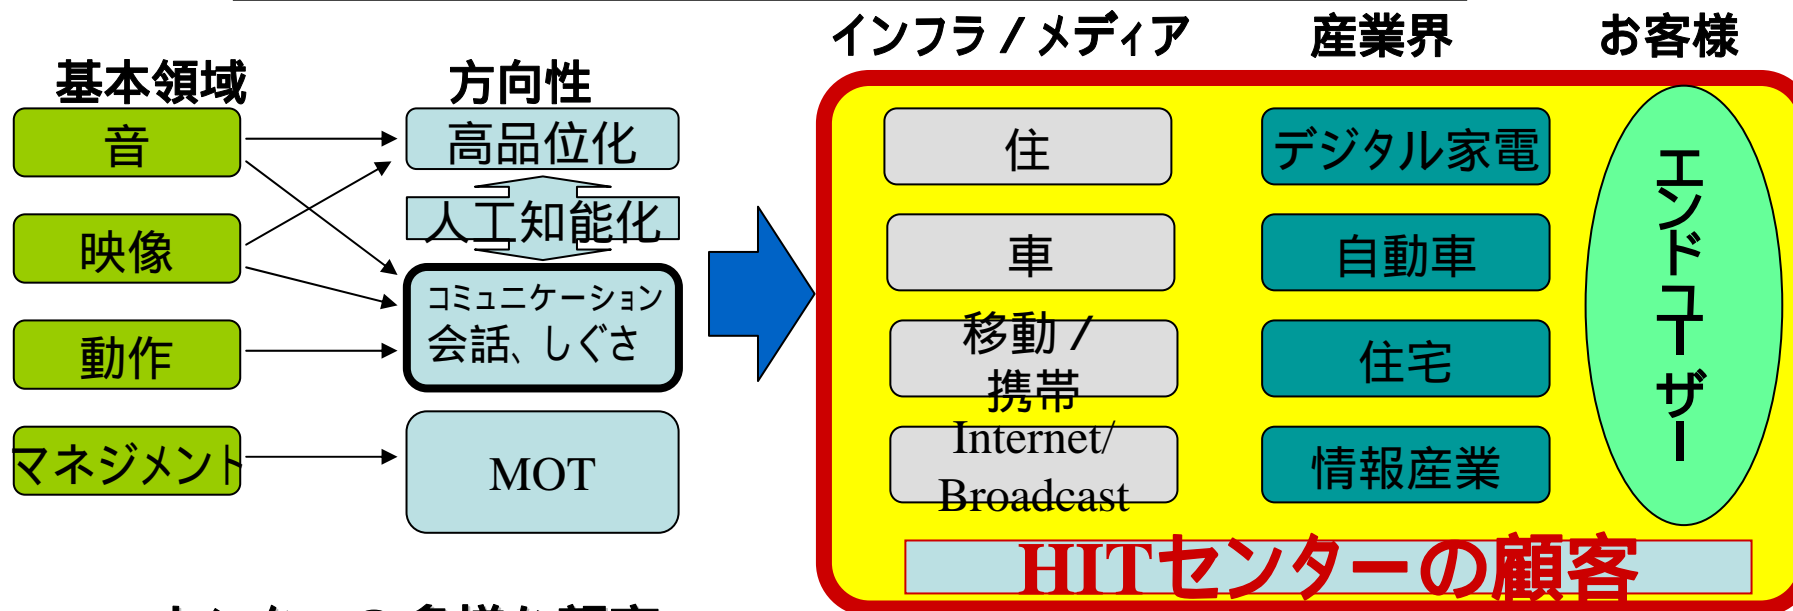 インフラ / メディア 産業界 お客様
基本領域 方向性
音
映像
動作
マネジメント
高品位化
人工知能化
コミュニケーション
会話、しぐさ
MOT
住
車
移動 /
携帯
Internet/
Broadcast
デジタル家電
自動車
住宅
情報産業
エンドユーザー
HITセンターの顧客